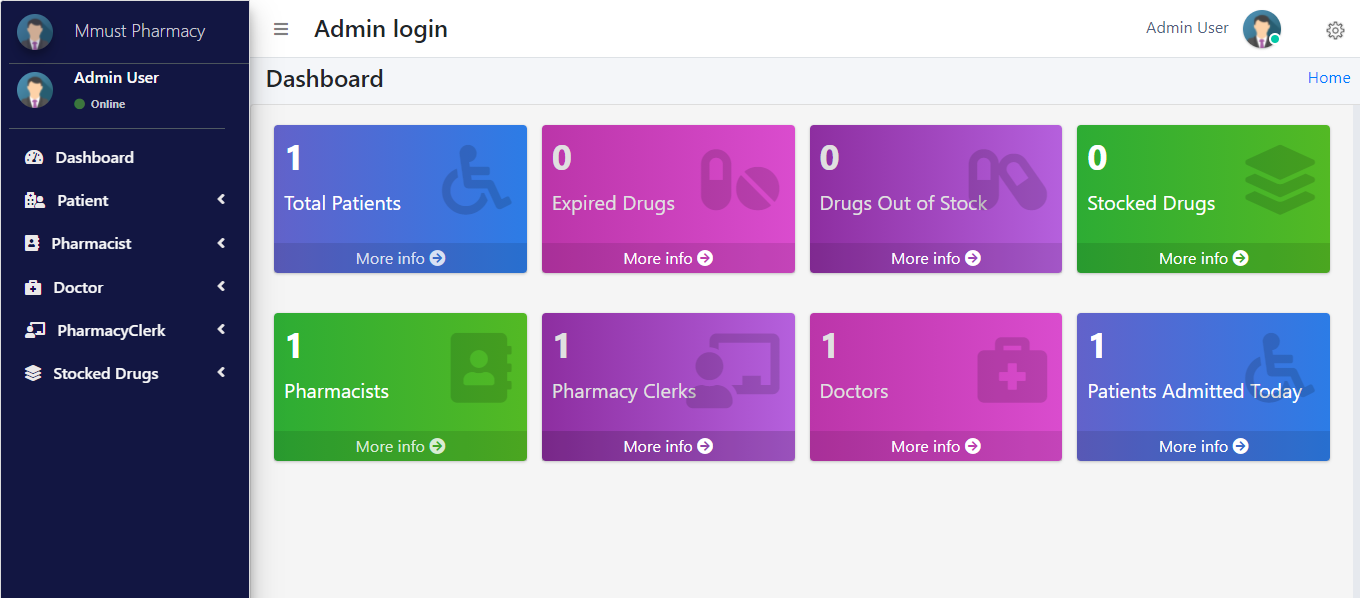 Mmust Pharmacy
Admin User
Online
Dashboard
Patient
Pharmacist
Doctor
PharmacyClerk
Stocked Drugs
Admin login
Admin User
Dashboard
Home
1
Total Patients
More info
0
Expired Drugs
More info
0
Drugs Out of Stock
More info
0
Stocked Drugs
More info
1
Pharmacists
More info
1
Pharmacy Clerks
More info
1
Doctors
More info
1
Patients Admitted Today
More info